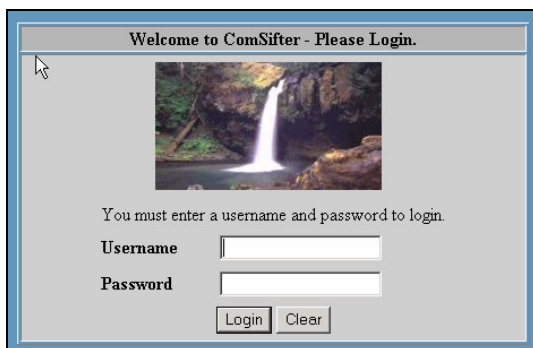 Welcome to ComSifter - Please Login.
You must enter a username and password to login.
Username
Password
Login Clear